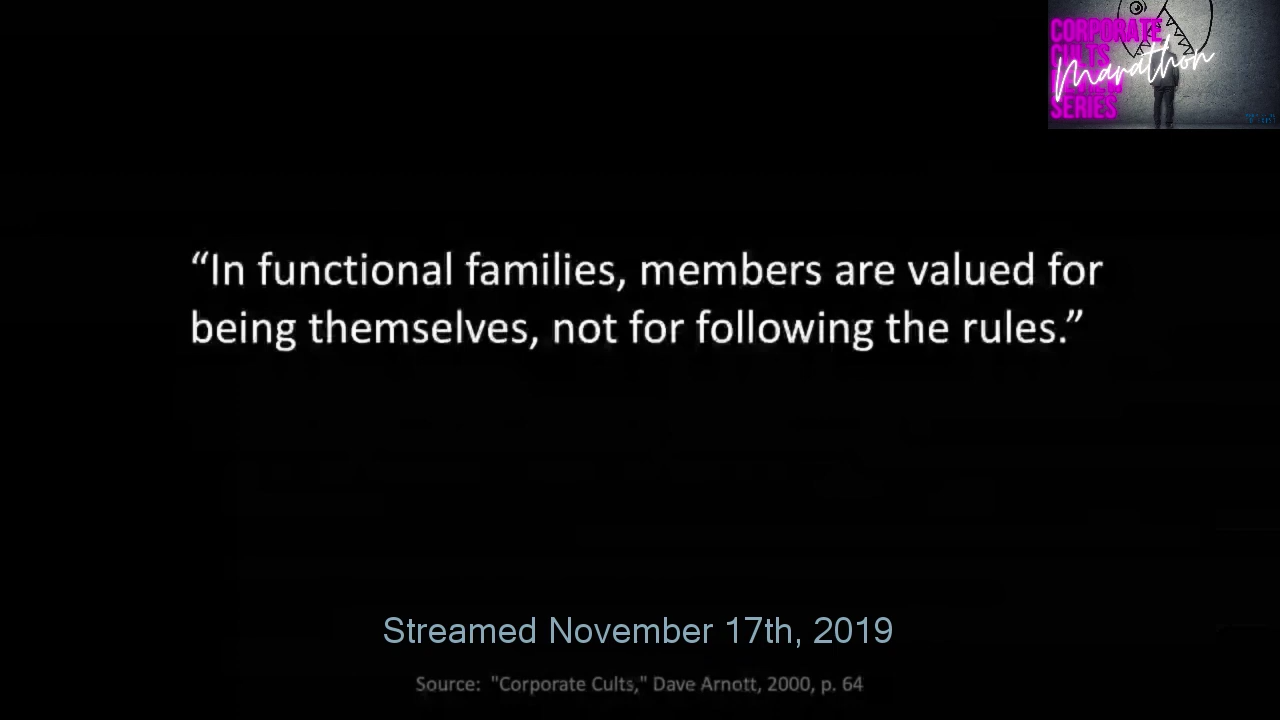 CORPORATE
CULTS
Marathon
SERIES
“In functional families, members are valued for
being themselves, not for following the rules.”
Streamed November 17th, 2019
Source: "Corporate Cults," Dave Arnott, 2000, p. 64